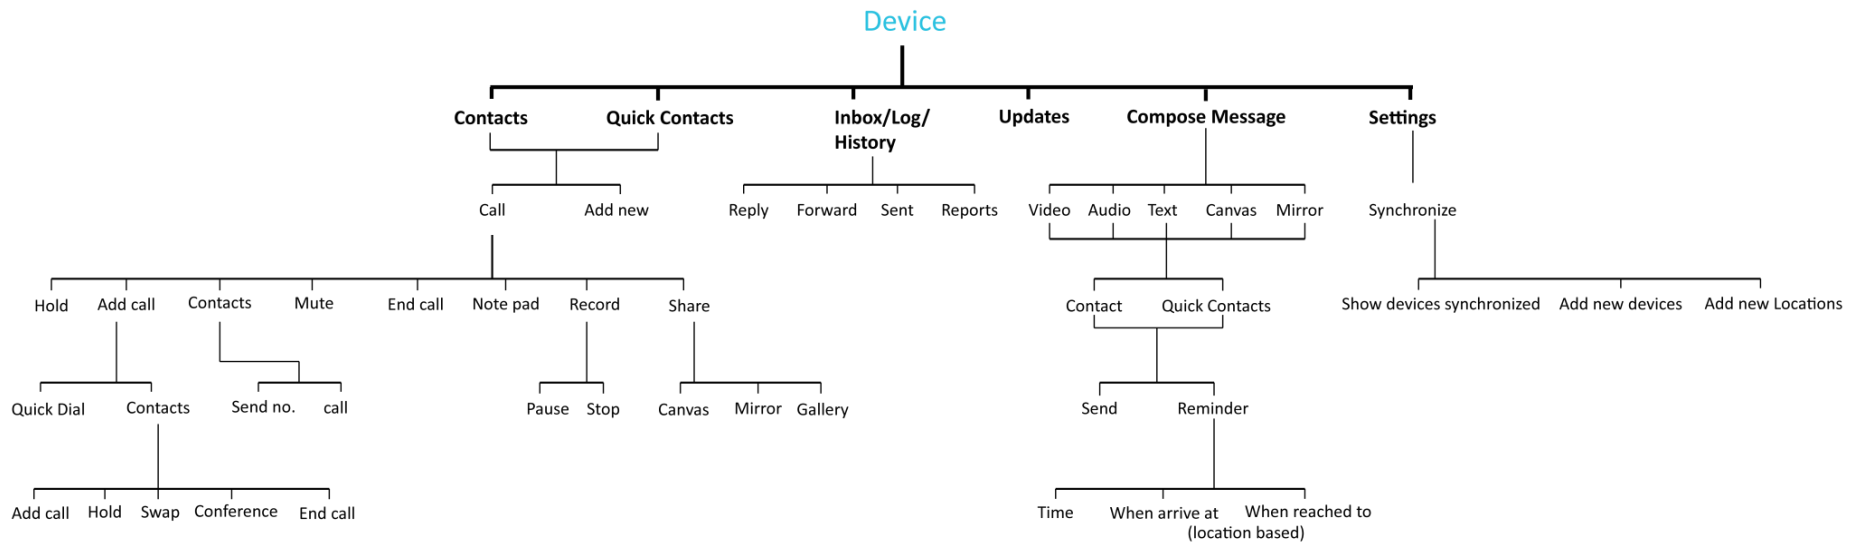 Device
Contacts Quick Contacts Inbox/Log/ Updates Compose Message Settings
History
Call Add new Reply Forward Sent Reports Video Audio Text Canvas Mirror Synchronize
Hold Add call Contacts Mute End call Note pad Record Share Contact Quick Contacts Show devices synchronized Add new devices Add new Locations
Quick Dial Contacts Send no. call Pause Stop Canvas Mirror Gallery Send Reminder
Add call Hold Swap Conference End call Time When arrive at When reached to
(location based)